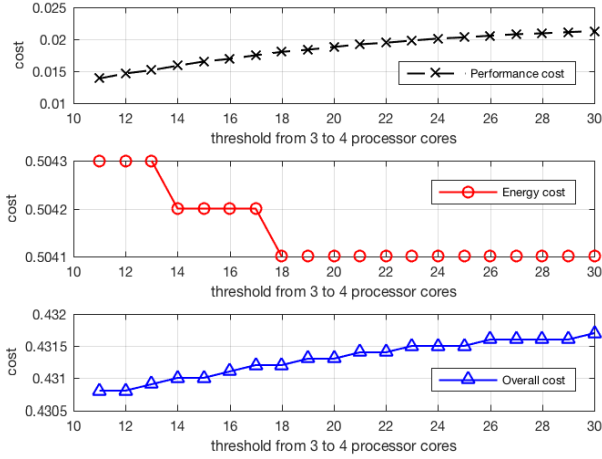 0.025
0.02
0.015
0.01
cost
Performance cost
10 12 14 16 18 20 22 24 26 28 30
threshold from 3 to 4 processor cores
0.5043
0.5042
0.5041
cost
Energy cost
10 12 14 16 18 20 22 24 26 28 30
threshold from 3 to 4 processor cores
0.432
0.4315
0.431
0.4305
cost
Overall cost
10 12 14 16 18 20 22 24 26 28 30
threshold from 3 to 4 processor cores